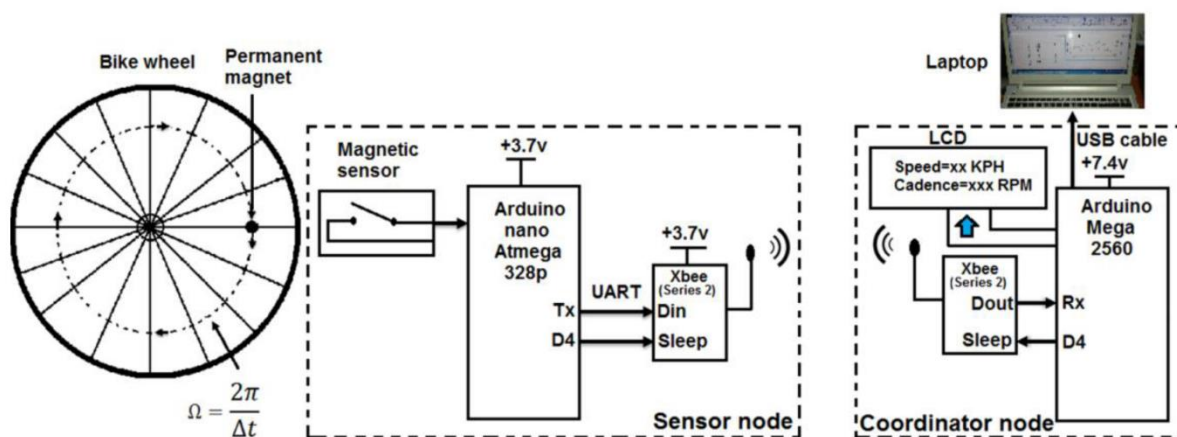 Bike wheel
Permanent
magnet
Ω = 2π
Δt
Magnetic
sensor
+3.7v
Arduino
nano
Atmega
328p
Tx
D4
UART
+3.7v
Xbee
(Series 2)
Din
Sleep
Sensor node
Laptop
USB cable
LCD
Speed=xx KPH
Cadence=xxx RPM
+7.4v
Arduino
Mega
2560
Xbee
(Series 2)
Dout
Sleep
Rx
D4
Coordinator node